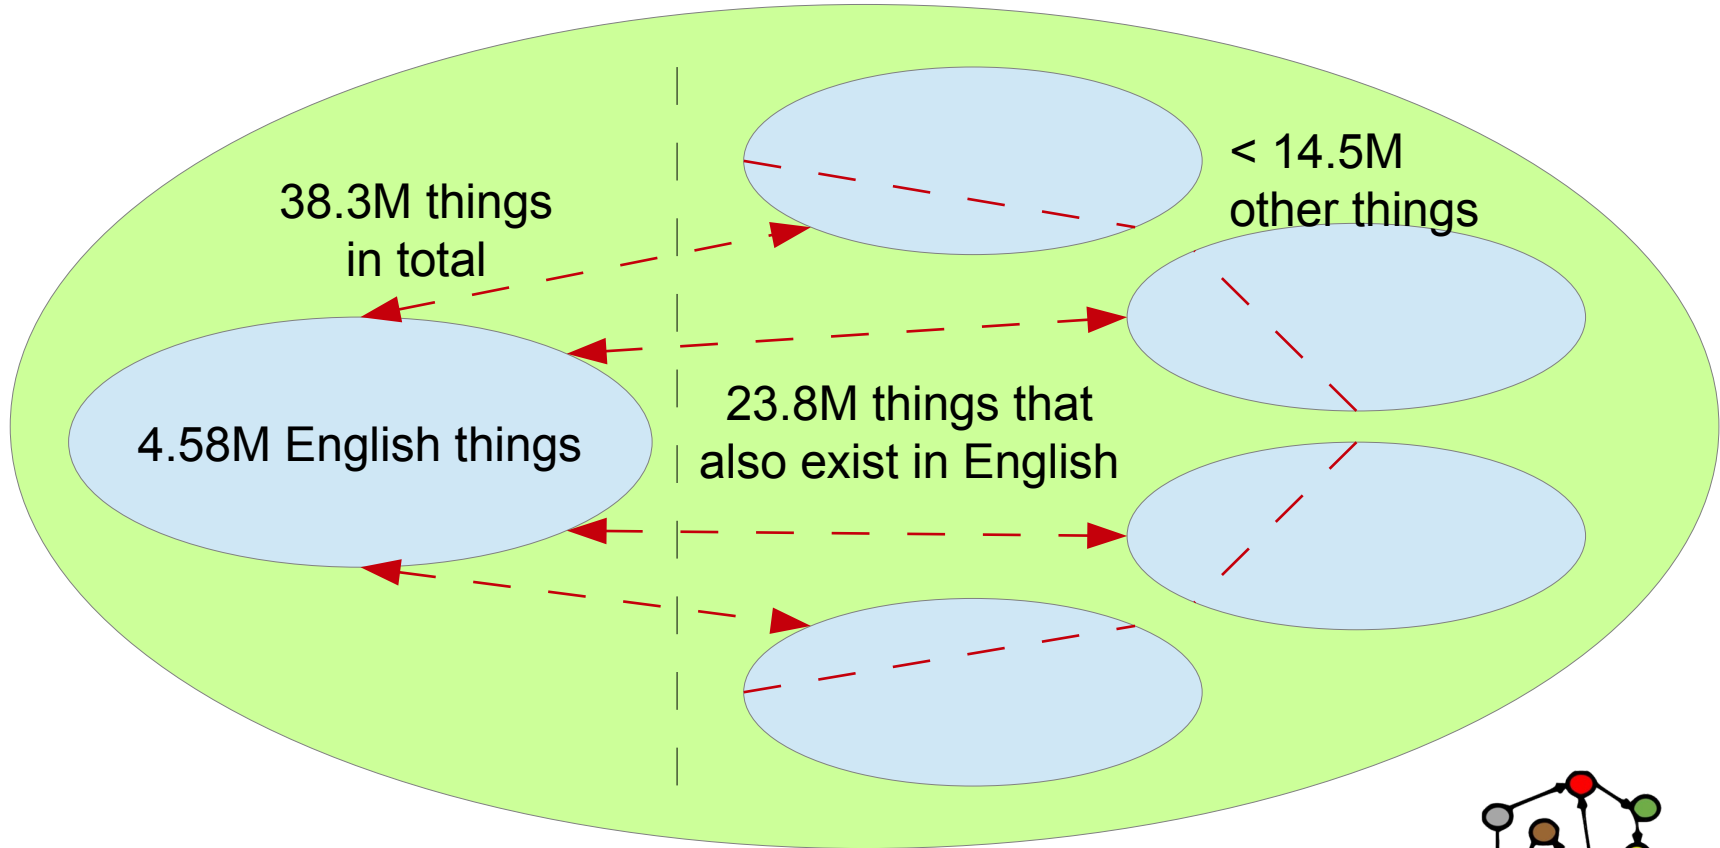 38.3M things
in total
< 14.5M
other things
4.58M English things
23.8M things that
also exist in English